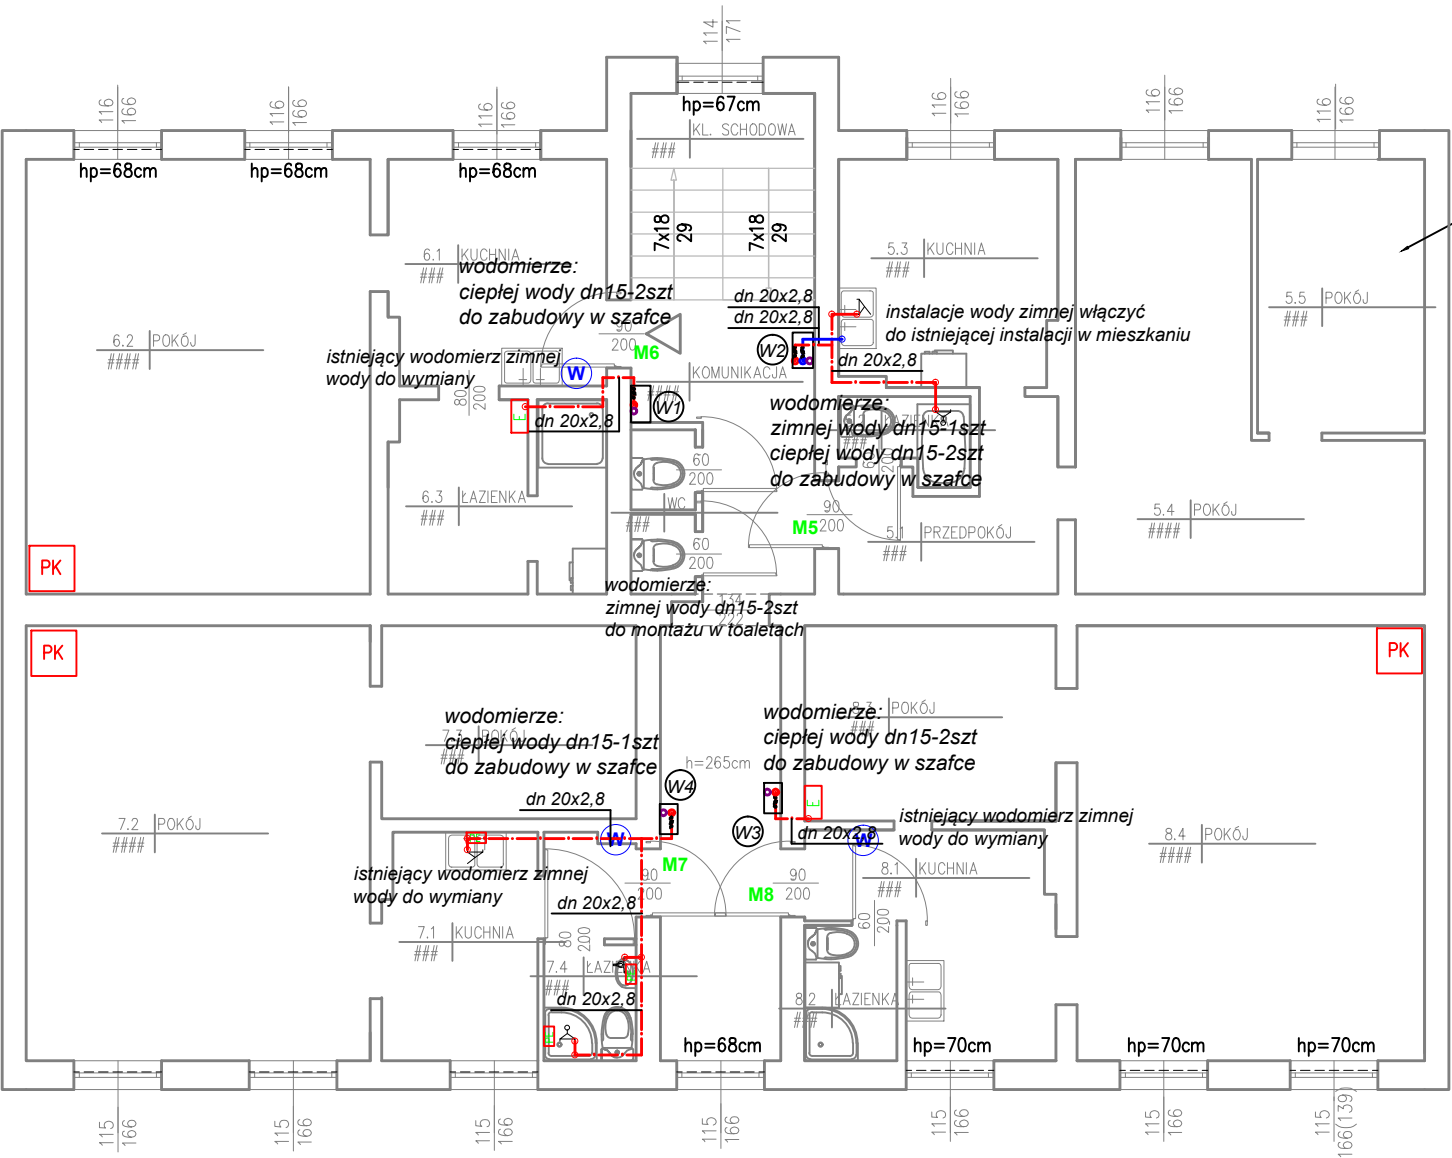 114
171
116
166
116
166
116
166
116
166
116
166
116
166
hp=67cm
hp=68cm
hp=68cm
hp=68cm
KL. SCHODOWA
###
7x18
29
7x18
29
6.1 KUCHNIA
###
wodomierze:
ciepłej wody dn15-2szt
do zabudowy w szafce
90
200
M6
6.2 POKÓJ
####
istniejący wodomierz zimnej
wody do wymiany
W
80
200
E
dn 20x2,8
W1
KOMUNIKACJA
####
dn 20x2,8
dn 20x2,8
W2
5.3 KUCHNIA
###
instalacje wody zimnej włączyć
do istniejącej instalacji w mieszkaniu
dn 20x2,8
5.5 POKÓJ
###
wodomierze:
zimnej wody dn15-1szt
ciepłej wody dn15-2szt
do zabudowy w szafce
###
200
60
200
6.3 ŁAZIENKA
###
WC
###
90
200
M5
5.1 PRZEDPOKÓJ
###
5.4 POKÓJ
####
60
200
PK
wodomierze:
zimnej wody dn15-2szt
do montażu w toaletach
134
222
PK
PK
wodomierze:
ciepłej wody dn15-1szt
do zabudowy w szafce
7.3 POKÓJ
###
wodomierze:
ciepłej wody dn15-2szt
do zabudowy w szafce
8.3 POKÓJ
###
h=265cm
W4
dn 20x2,8
W
E
W3
dn 20x2,8
W
istniejący wodomierz zimnej
wody do wymiany
7.2 POKÓJ
####
8.4 POKÓJ
####
istniejący wodomierz zimnej
wody do wymiany
M7
90
200
M8
90
200
8.1 KUCHNIA
###
dn 20x2,8
60
200
7.1 KUCHNIA
###
80
200
7.4 ŁAZIENKA
###
dn 20x2,8
8.2 ŁAZIENKA
###
hp=68cm
hp=70cm
hp=70cm
hp=70cm
115
166
115
166
115
166
115
166
115
166
115
166
115
166(139)